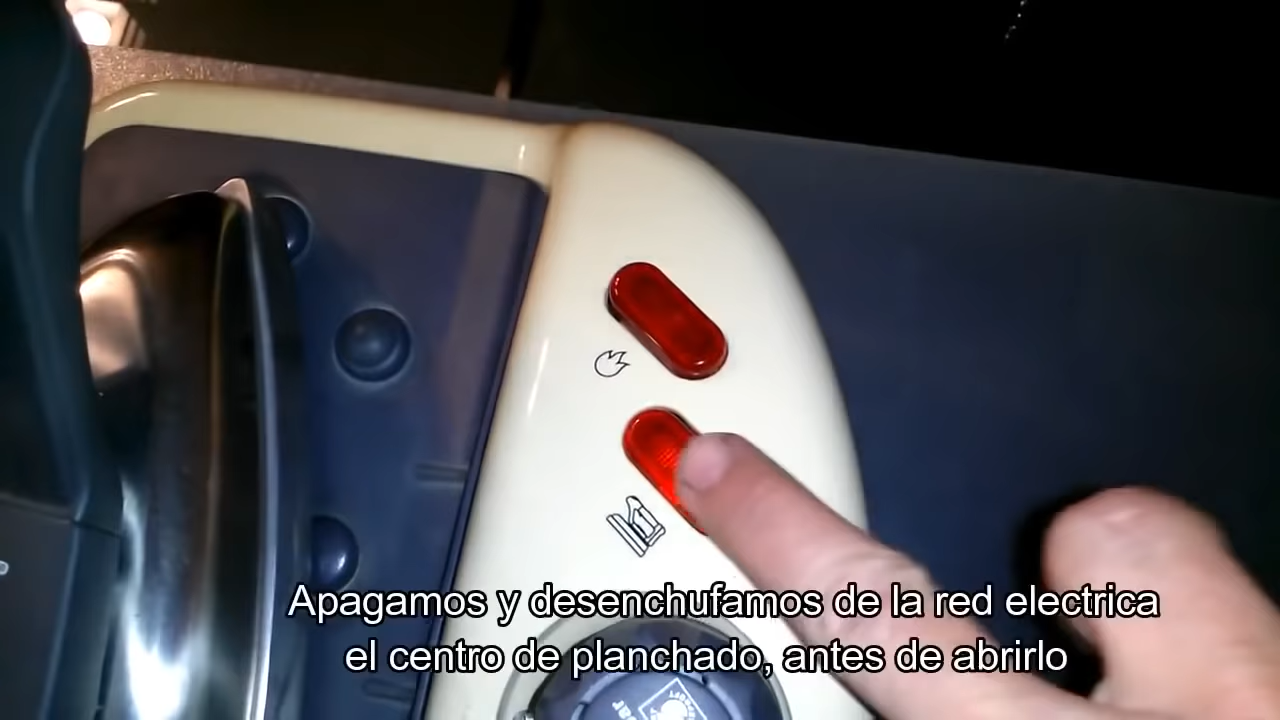 Apagamos y desenchufamos de la red electrica
el centro de planchado, antes de abrirlo